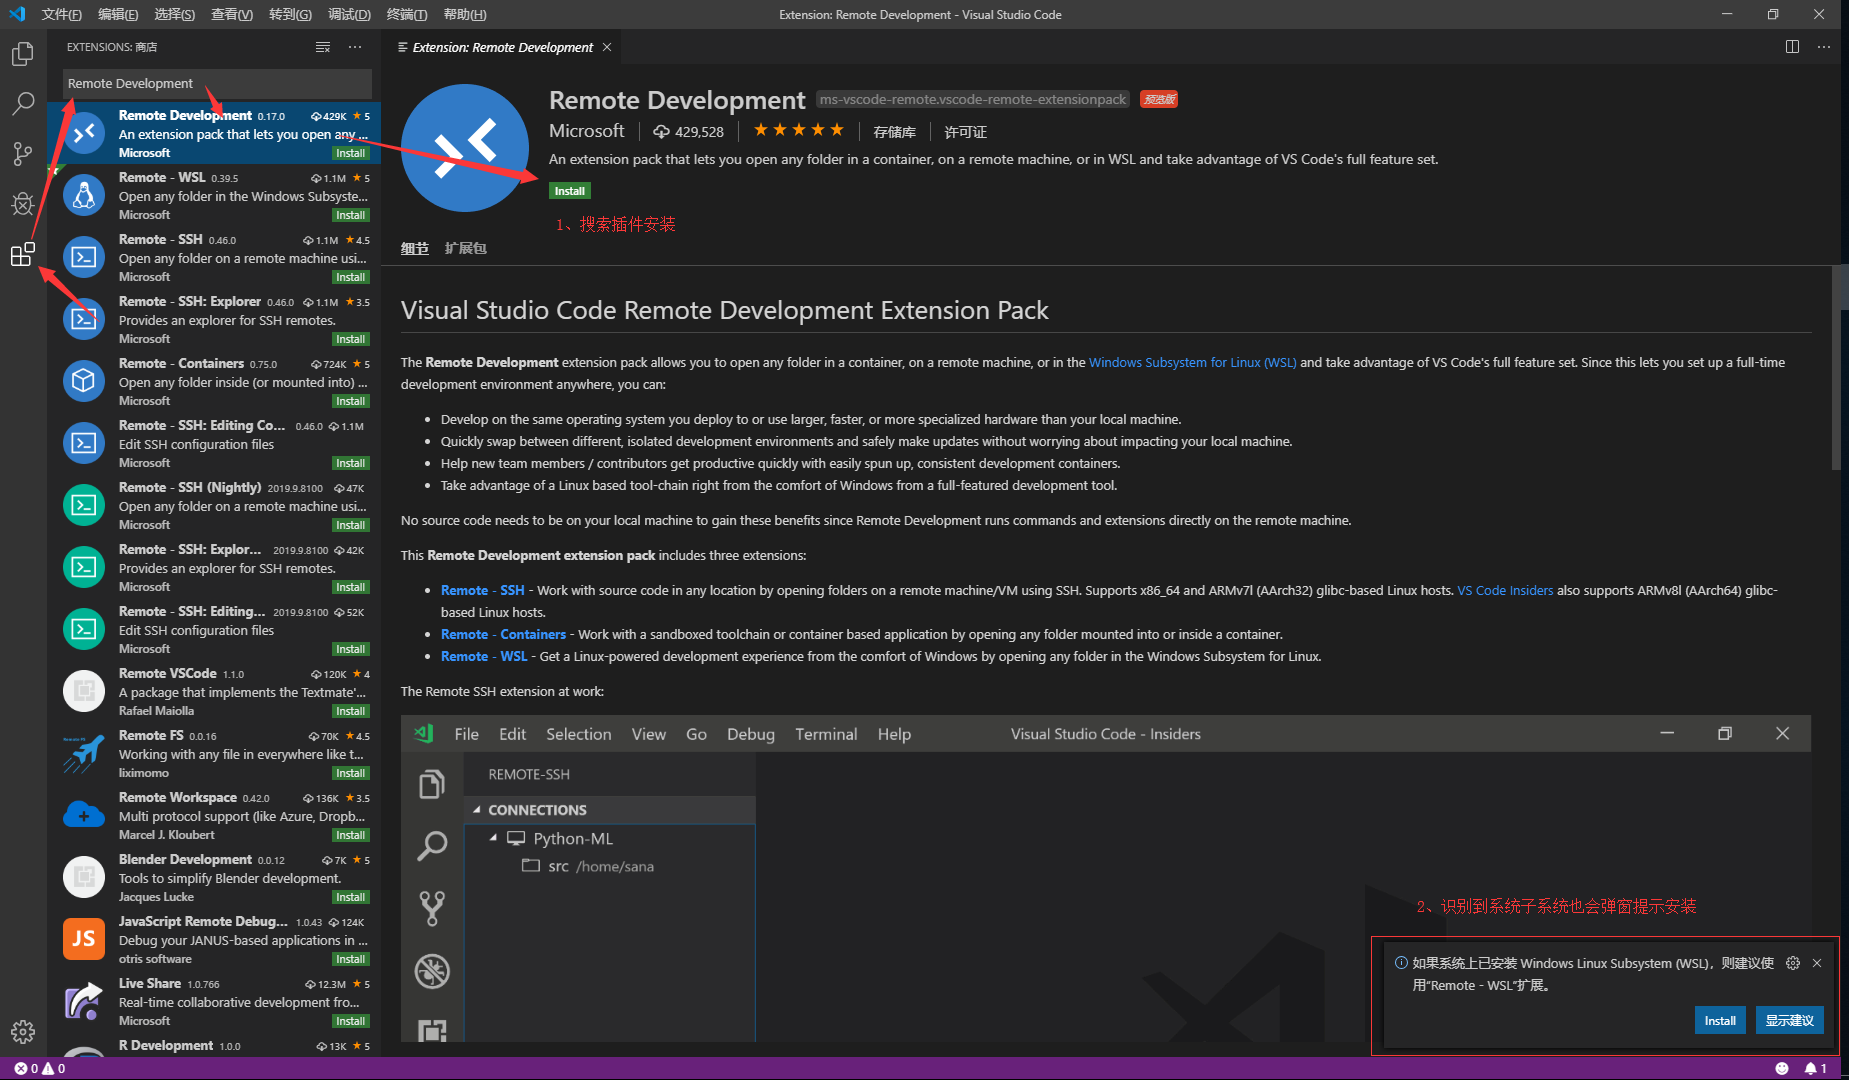 文件(F) 编辑(E) 选择(S) 查看(V) 转到(G) 调试(D) 终端(T) 帮助(H)
Extension: Remote Development - Visual Studio Code
EXTENSIONS: 商店
Remote Development
Remote Development 0.17.0 429K ★ 5
An extension pack that lets you open any ...
Microsoft Install
Remote - WSL 0.39.5 1.1M ★ 5
Open any folder in the Windows Subsyste...
Microsoft Install
Remote - SSH 0.46.0 1.1M ★ 4.5
Open any folder on a remote machine usi...
Microsoft Install
Remote - SSH: Explorer 0.46.0 1.1M ★ 3.5
Provides an explorer for SSH remotes.
Microsoft Install
Remote - Containers 0.75.0 724K ★ 5
Open any folder inside (or mounted into) ...
Microsoft Install
Remote - SSH: Editing Co... 0.46.0 1.1M
Edit SSH configuration files
Microsoft Install
Remote - SSH (Nightly) 2019.9.8100 47K
Open any folder on a remote machine usi...
Microsoft Install
Remote - SSH: Explor... 2019.9.8100 42K
Provides an explorer for SSH remotes.
Microsoft Install
Remote - SSH: Editing... 2019.9.8100 52K
Edit SSH configuration files
Microsoft Install
Remote VSCode 1.1.0 120K ★ 4
A package that implements the Textmate'...
Rafael Maiolla Install
Remote FS 0.0.16 70K ★ 4.5
Working with any file in everywhere like t...
liximomo Install
Remote Workspace 0.42.0 136K ★ 3.5
Multi protocol support (like Azure, Dropb...
Marcel J. Kloubert Install
Blender Development 0.0.12 7K ★ 5
Tools to simplify Blender development.
Jacques Lucke Install
JS
JavaScript Remote Debug... 1.0.43 124K
Debug your JANUS-based applications in ...
otris software Install
Live Share 1.0.766 12.3M ★ 5
Real-time collaborative development fro...
Microsoft Install
R Development 1.0.0 13K ★ 5
Extension: Remote Development
Remote Development ms-vscode-remote.vscode-remote-extensionpack 预览版
Microsoft 429,528 ★★★★★ 存储库 许可证
An extension pack that lets you open any folder in a container, on a remote machine, or in WSL and take advantage of VS Code's full feature set.
Install
1、搜索插件安装
细节 扩展包
Visual Studio Code Remote Development Extension Pack
The Remote Development extension pack allows you to open any folder in a container, on a remote machine, or in the Windows Subsystem for Linux (WSL) and take advantage of VS Code's full feature set. Since this lets you set up a full-time
development environment anywhere, you can:
• Develop on the same operating system you deploy to or use larger, faster, or more specialized hardware than your local machine.
• Quickly swap between different, isolated development environments and safely make updates without worrying about impacting your local machine.
• Help new team members / contributors get productive quickly with easily spun up, consistent development containers.
• Take advantage of a Linux based tool-chain right from the comfort of Windows from a full-featured development tool.
No source code needs to be on your local machine to gain these benefits since Remote Development runs commands and extensions directly on the remote machine.
This Remote Development extension pack includes three extensions:
• Remote - SSH - Work with source code in any location by opening folders on a remote machine/VM using SSH. Supports x86_64 and ARMv7l (AArch32) glibc-based Linux hosts. VS Code Insiders also supports ARMv8l (AArch64) glibc-
based Linux hosts.
• Remote - Containers - Work with a sandboxed toolchain or container based application by opening any folder mounted into or inside a container.
• Remote - WSL - Get a Linux-powered development experience from the comfort of Windows by opening any folder in the Windows Subsystem for Linux.
The Remote SSH extension at work:
File Edit Selection View Go Debug Terminal Help Visual Studio Code - Insiders
REMOTE-SSH
CONNECTIONS
Python-ML
src /home/sana
2、识别到系统子系统也会弹窗提示安装
如果系统上已安装 Windows Linux Subsystem (WSL)，则建议使
用"Remote - WSL"扩展。
Install 显示建议
0 0 1